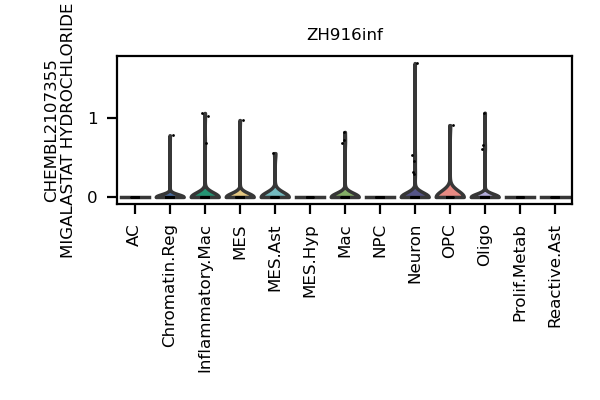 ZH916inf
CHEMBL2107355
MIGALASTAT HYDROCHLORIDE
1
0
AC
Chromatin.Reg
Inflammatory.Mac
MES
MES.Ast
MES.Hyp
Mac
NPC
Neuron
OPC
Oligo
Prolif.Metab
Reactive.Ast